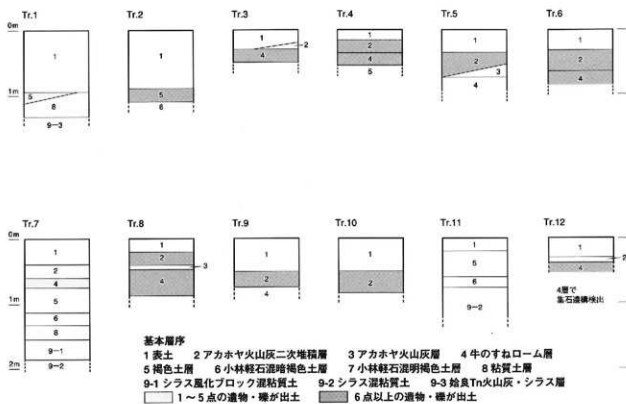 Tr.1 Tr.2 Tr.3 Tr.4 Tr.5 Tr.6
0m
1 1 1 2 4 1 2 4 5 1 2 3 4 1 2 4
1m
5 8 9-3 5 6
Tr.7 Tr.8 Tr.9 Tr.10 Tr.11 Tr.12
0m
1 2 4 5 6 8 9-1 9-2
1 2 3 4
1 2 4
1 2
1 5 6 9-2
1 2 4
1m
2m
4層で
集石遺構検出
基本層序
1 表土 2 アカホヤ火山灰二次堆積層 3 アカホヤ火山灰層 4 牛のすねローム層
5 褐色土層 6 小林軽石混暗褐色土層 7 小林軽石混明褐色土層 8 粘質土層
9-1 シラス風化ブロック混粘質土 9-2 シラス混粘質土 9-3 姶良Tn火山灰・シラス層
1～5点の遺物・礫が出土 6点以上の遺物・礫が出土